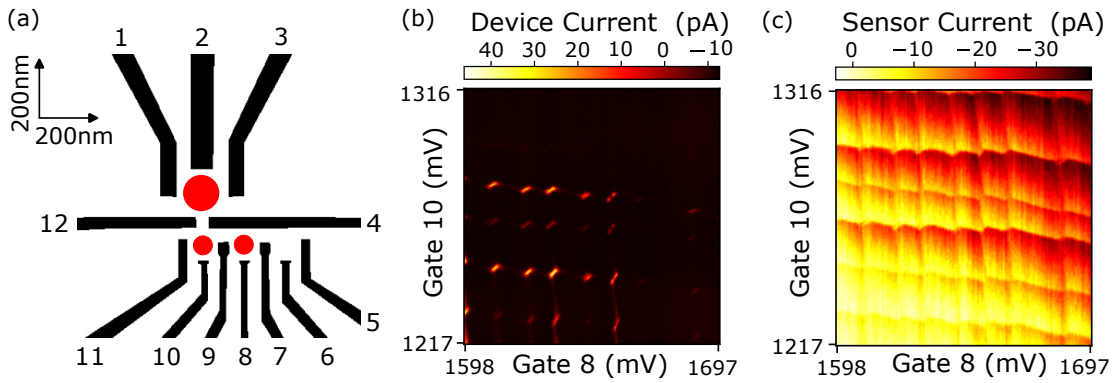 (a)
1 2 3
200nm
200nm
12 4
5
11 10 9 8 7 6
(b) Device Current (pA)
40 30 20 10 0 −10
1316
Gate 10 (mV)
1217
1598 Gate 8 (mV) 1697
(c) Sensor Current (pA)
0 −10 −20 −30
1316
Gate 10 (mV)
1217
1598 Gate 8 (mV) 1697